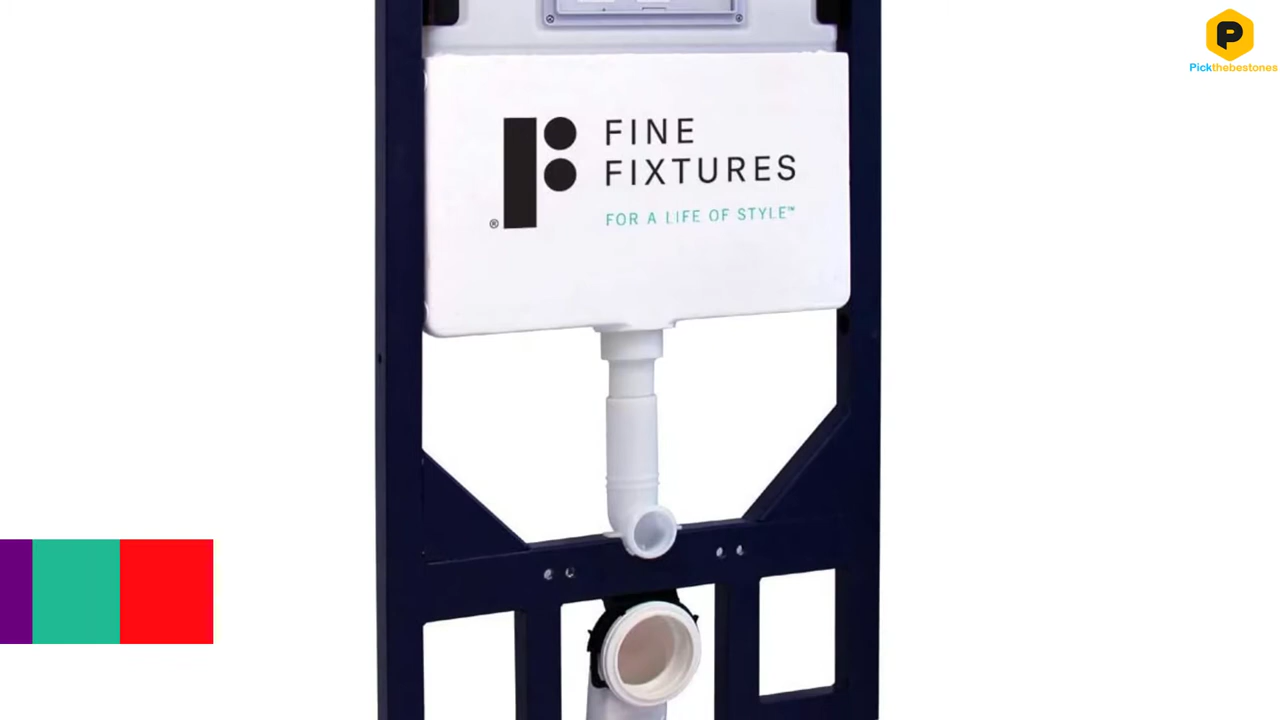 P
Pickthebestones
FINE
FIXTURES
®
FOR A LIFE OF STYLE™